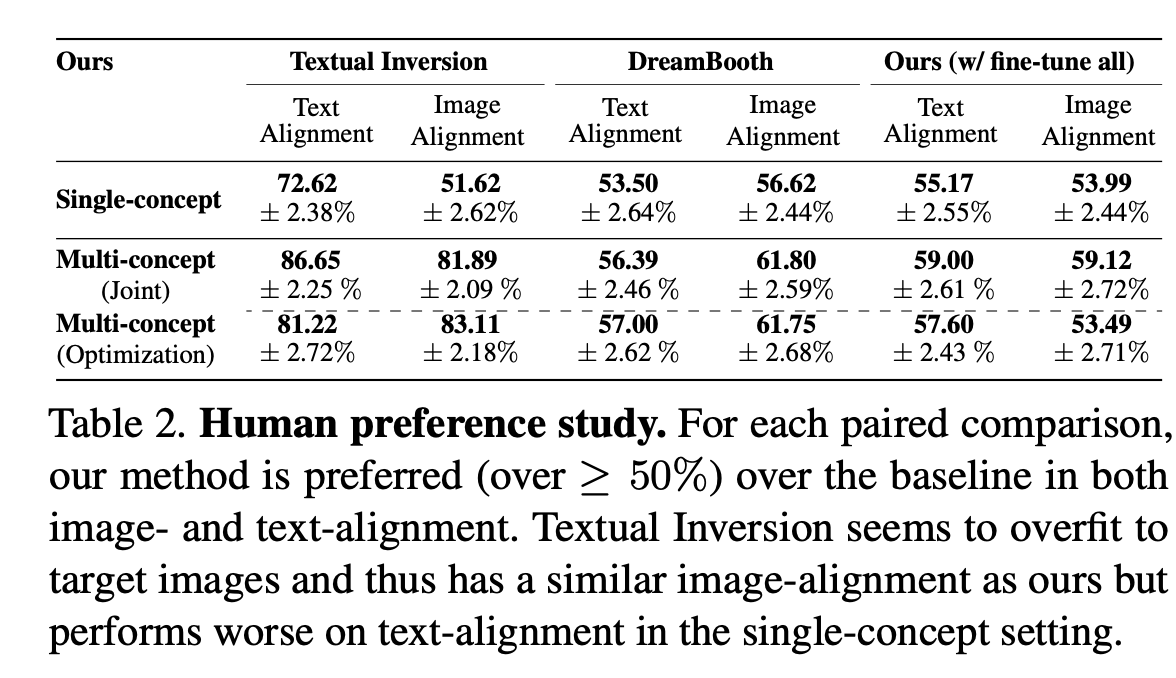 Ours Textual Inversion DreamBooth Ours (w/ fine-tune all)
Text Image Text Image Text Image
Alignment Alignment Alignment Alignment Alignment Alignment
Single-concept 72.62 51.62 53.50 56.62 55.17 53.99
± 2.38% ± 2.62% ± 2.64% ± 2.44% ± 2.55% ± 2.44%
Multi-concept 86.65 81.89 56.39 61.80 59.00 59.12
(Joint) ± 2.25 % ± 2.09 % ± 2.46 % ± 2.59% ± 2.61 % ± 2.72%
Multi-concept 81.22 83.11 57.00 61.75 57.60 53.49
(Optimization) ± 2.72% ± 2.18% ± 2.62 % ± 2.68% ± 2.43 % ± 2.71%
Table 2. Human preference study. For each paired comparison,
our method is preferred (over ≥ 50%) over the baseline in both
image- and text-alignment. Textual Inversion seems to overfit to
target images and thus has a similar image-alignment as ours but
performs worse on text-alignment in the single-concept setting.